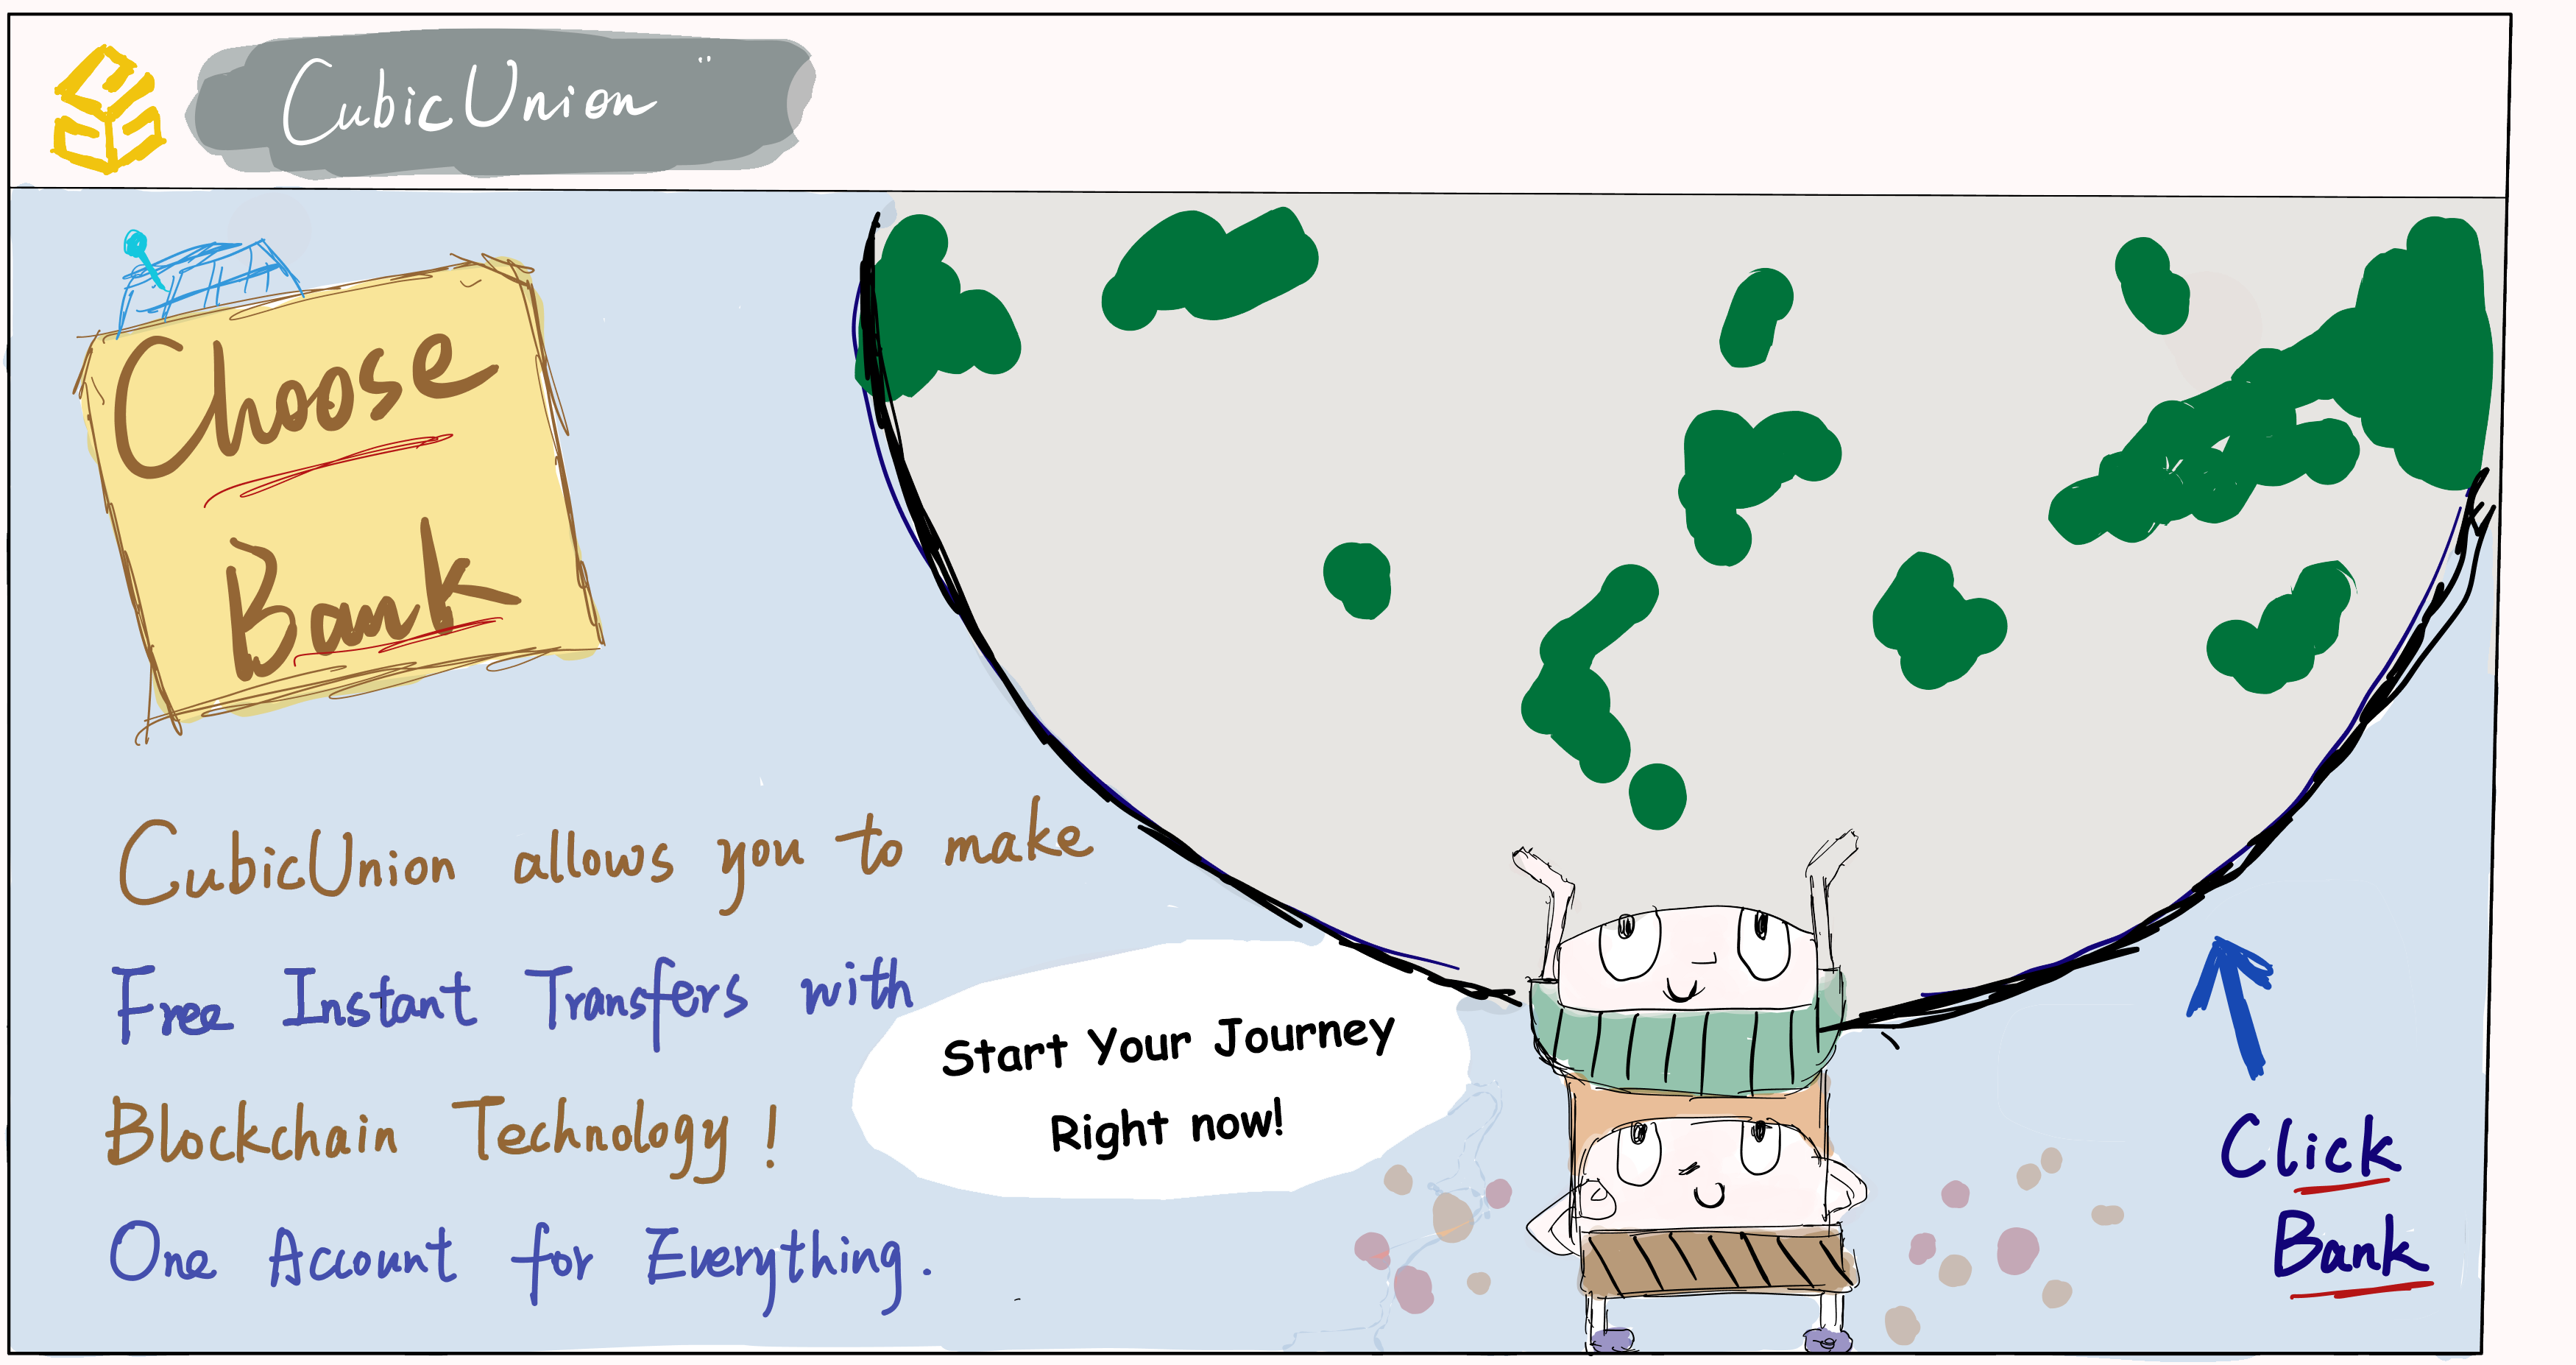 CubicUnion
Choose
Bank
CubicUnion allows you to make
Free Instant Transfers with
Blockchain Technology!
One Account for Everything.
Start Your Journey
Right now!
Click
Bank